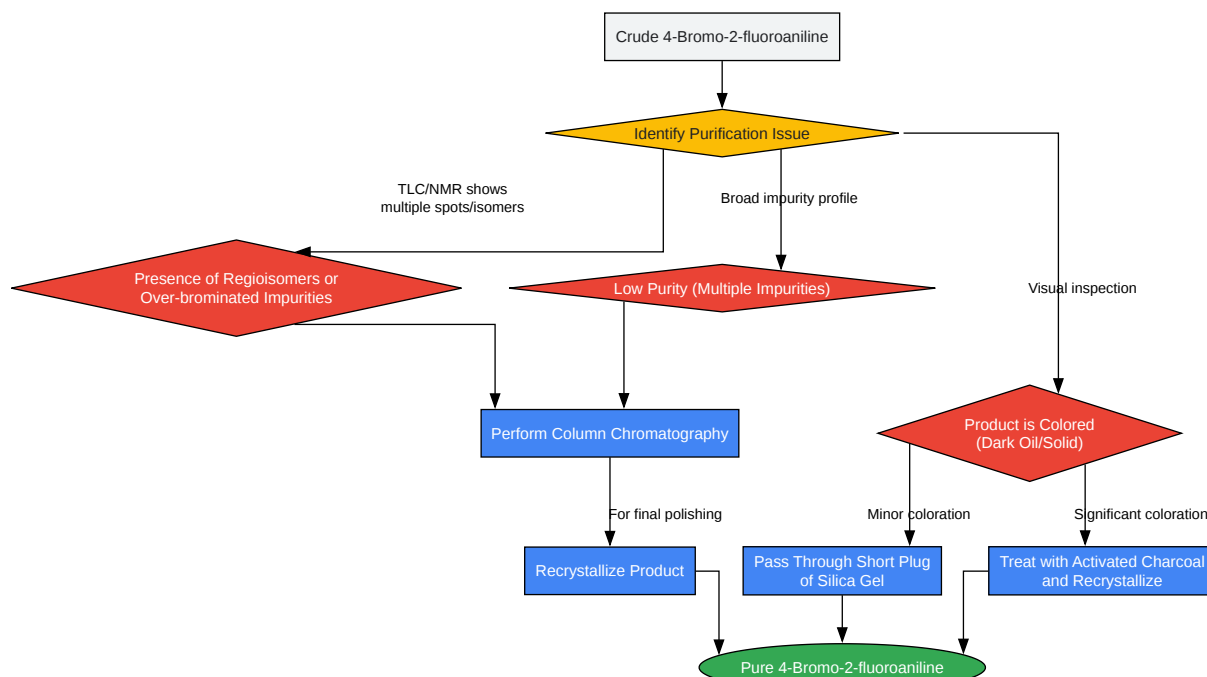 Crude 4-Bromo-2-fluoroaniline
Identify Purification Issue
TLC/NMR shows
multiple spots/isomers
Broad impurity profile
Visual inspection
Presence of Regioisomers or
Over-brominated Impurities
Low Purity (Multiple Impurities)
Perform Column Chromatography
Product is Colored
(Dark Oil/Solid)
For final polishing
Minor coloration
Significant coloration
Recrystallize Product
Pass Through Short Plug
of Silica Gel
Treat with Activated Charcoal
and Recrystallize
Pure 4-Bromo-2-fluoroaniline